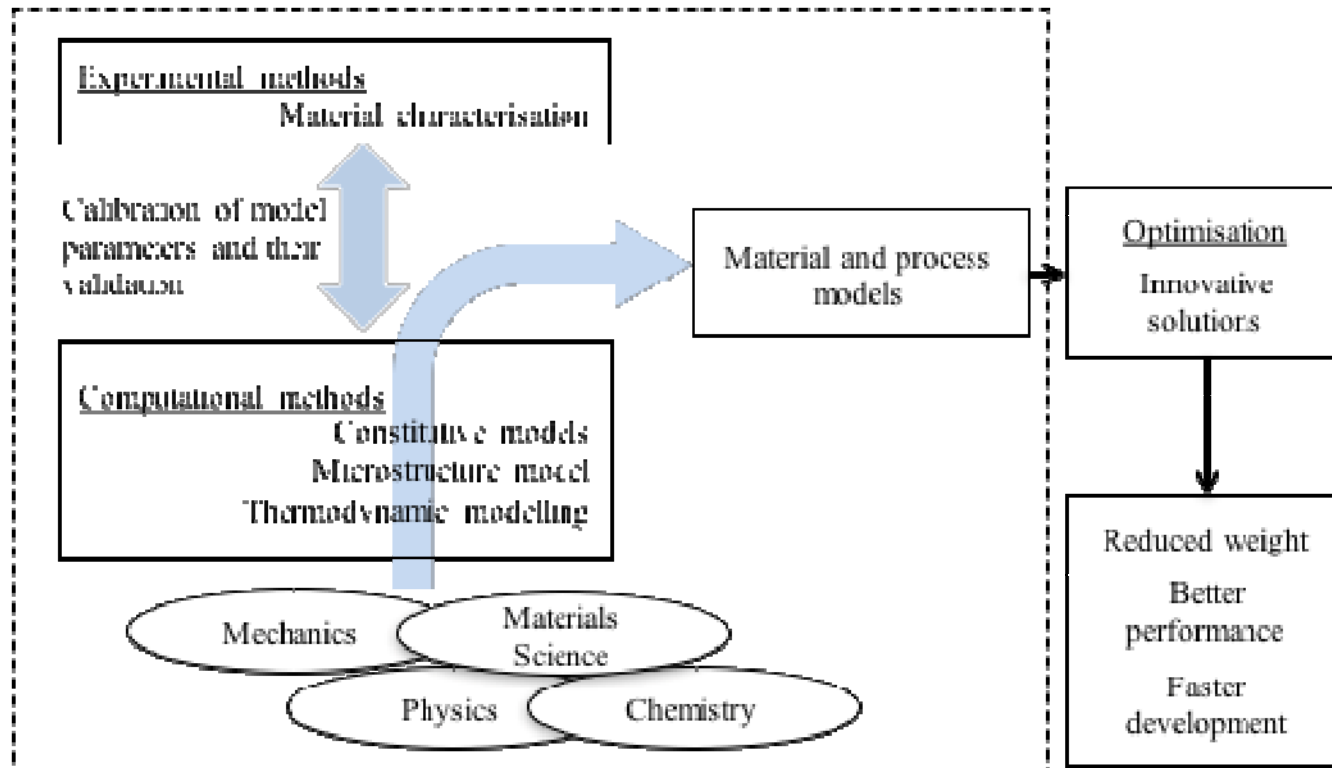 Experimental methods
Material characterisation
Calibration of model
parameters and their
validation
Computational methods
Constitutive models
Microstructure model
Thermodynamic modelling
Mechanics
Materials
Science
Physics
Chemistry
Material and process
models
Optimisation
Innovative
solutions
Reduced weight
Better
performance
Faster
development